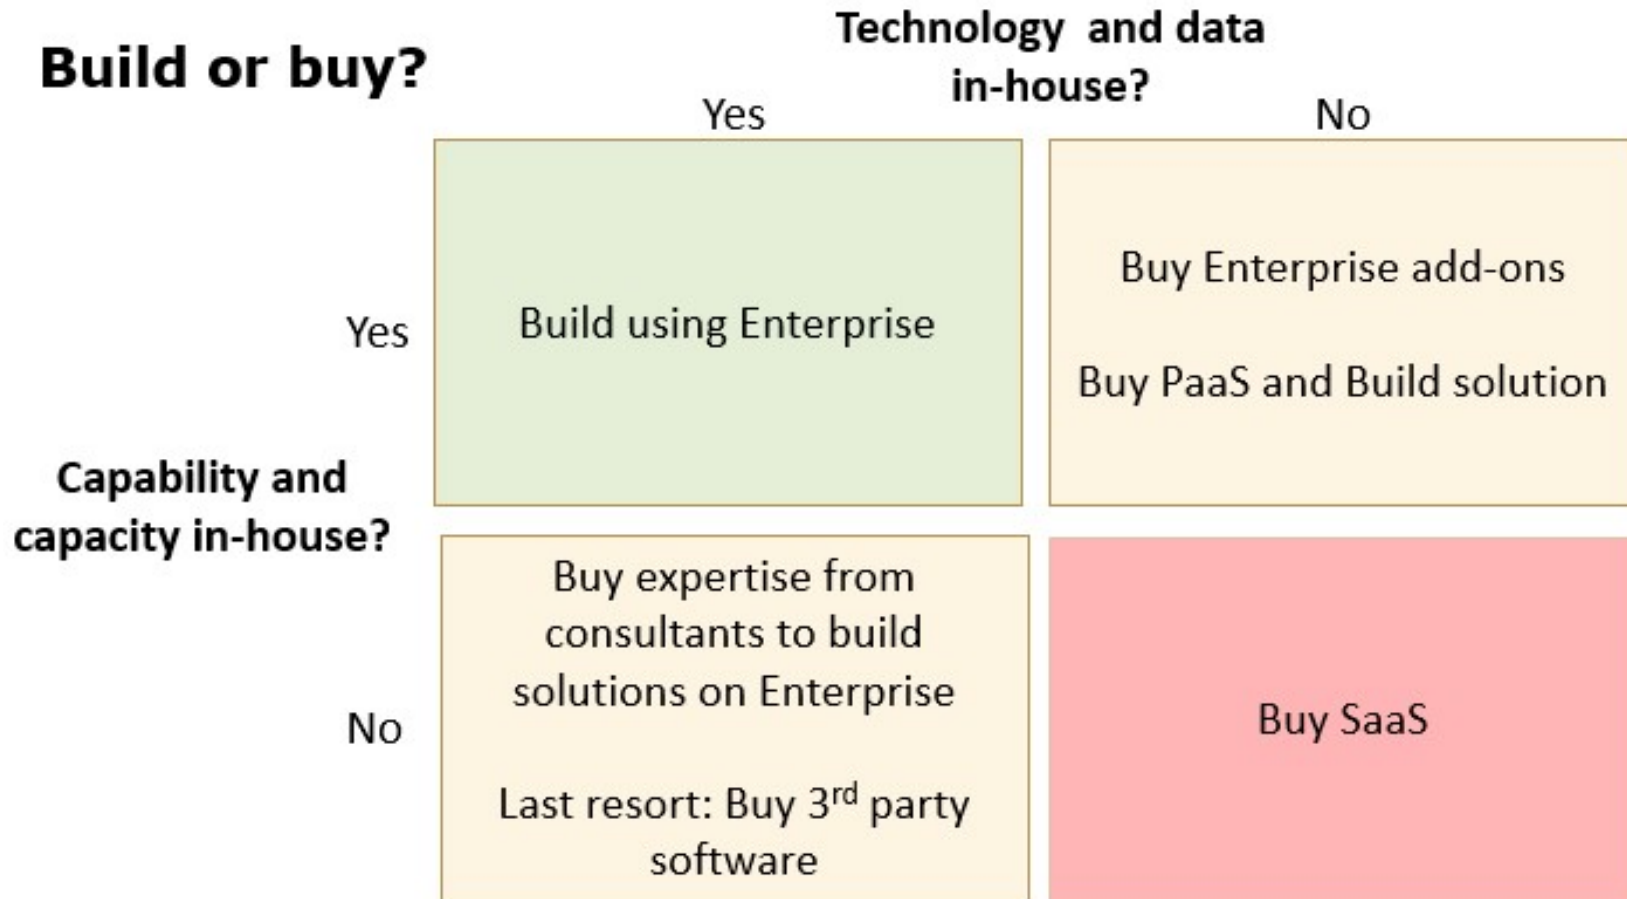 Build or buy?
Technology and data
in-house?
Yes
No
Yes
Build using Enterprise
Buy Enterprise add-ons
Buy PaaS and Build solution
Capability and
capacity in-house?
No
Buy expertise from
consultants to build
solutions on Enterprise
Last resort: Buy 3rd party
software
Buy SaaS